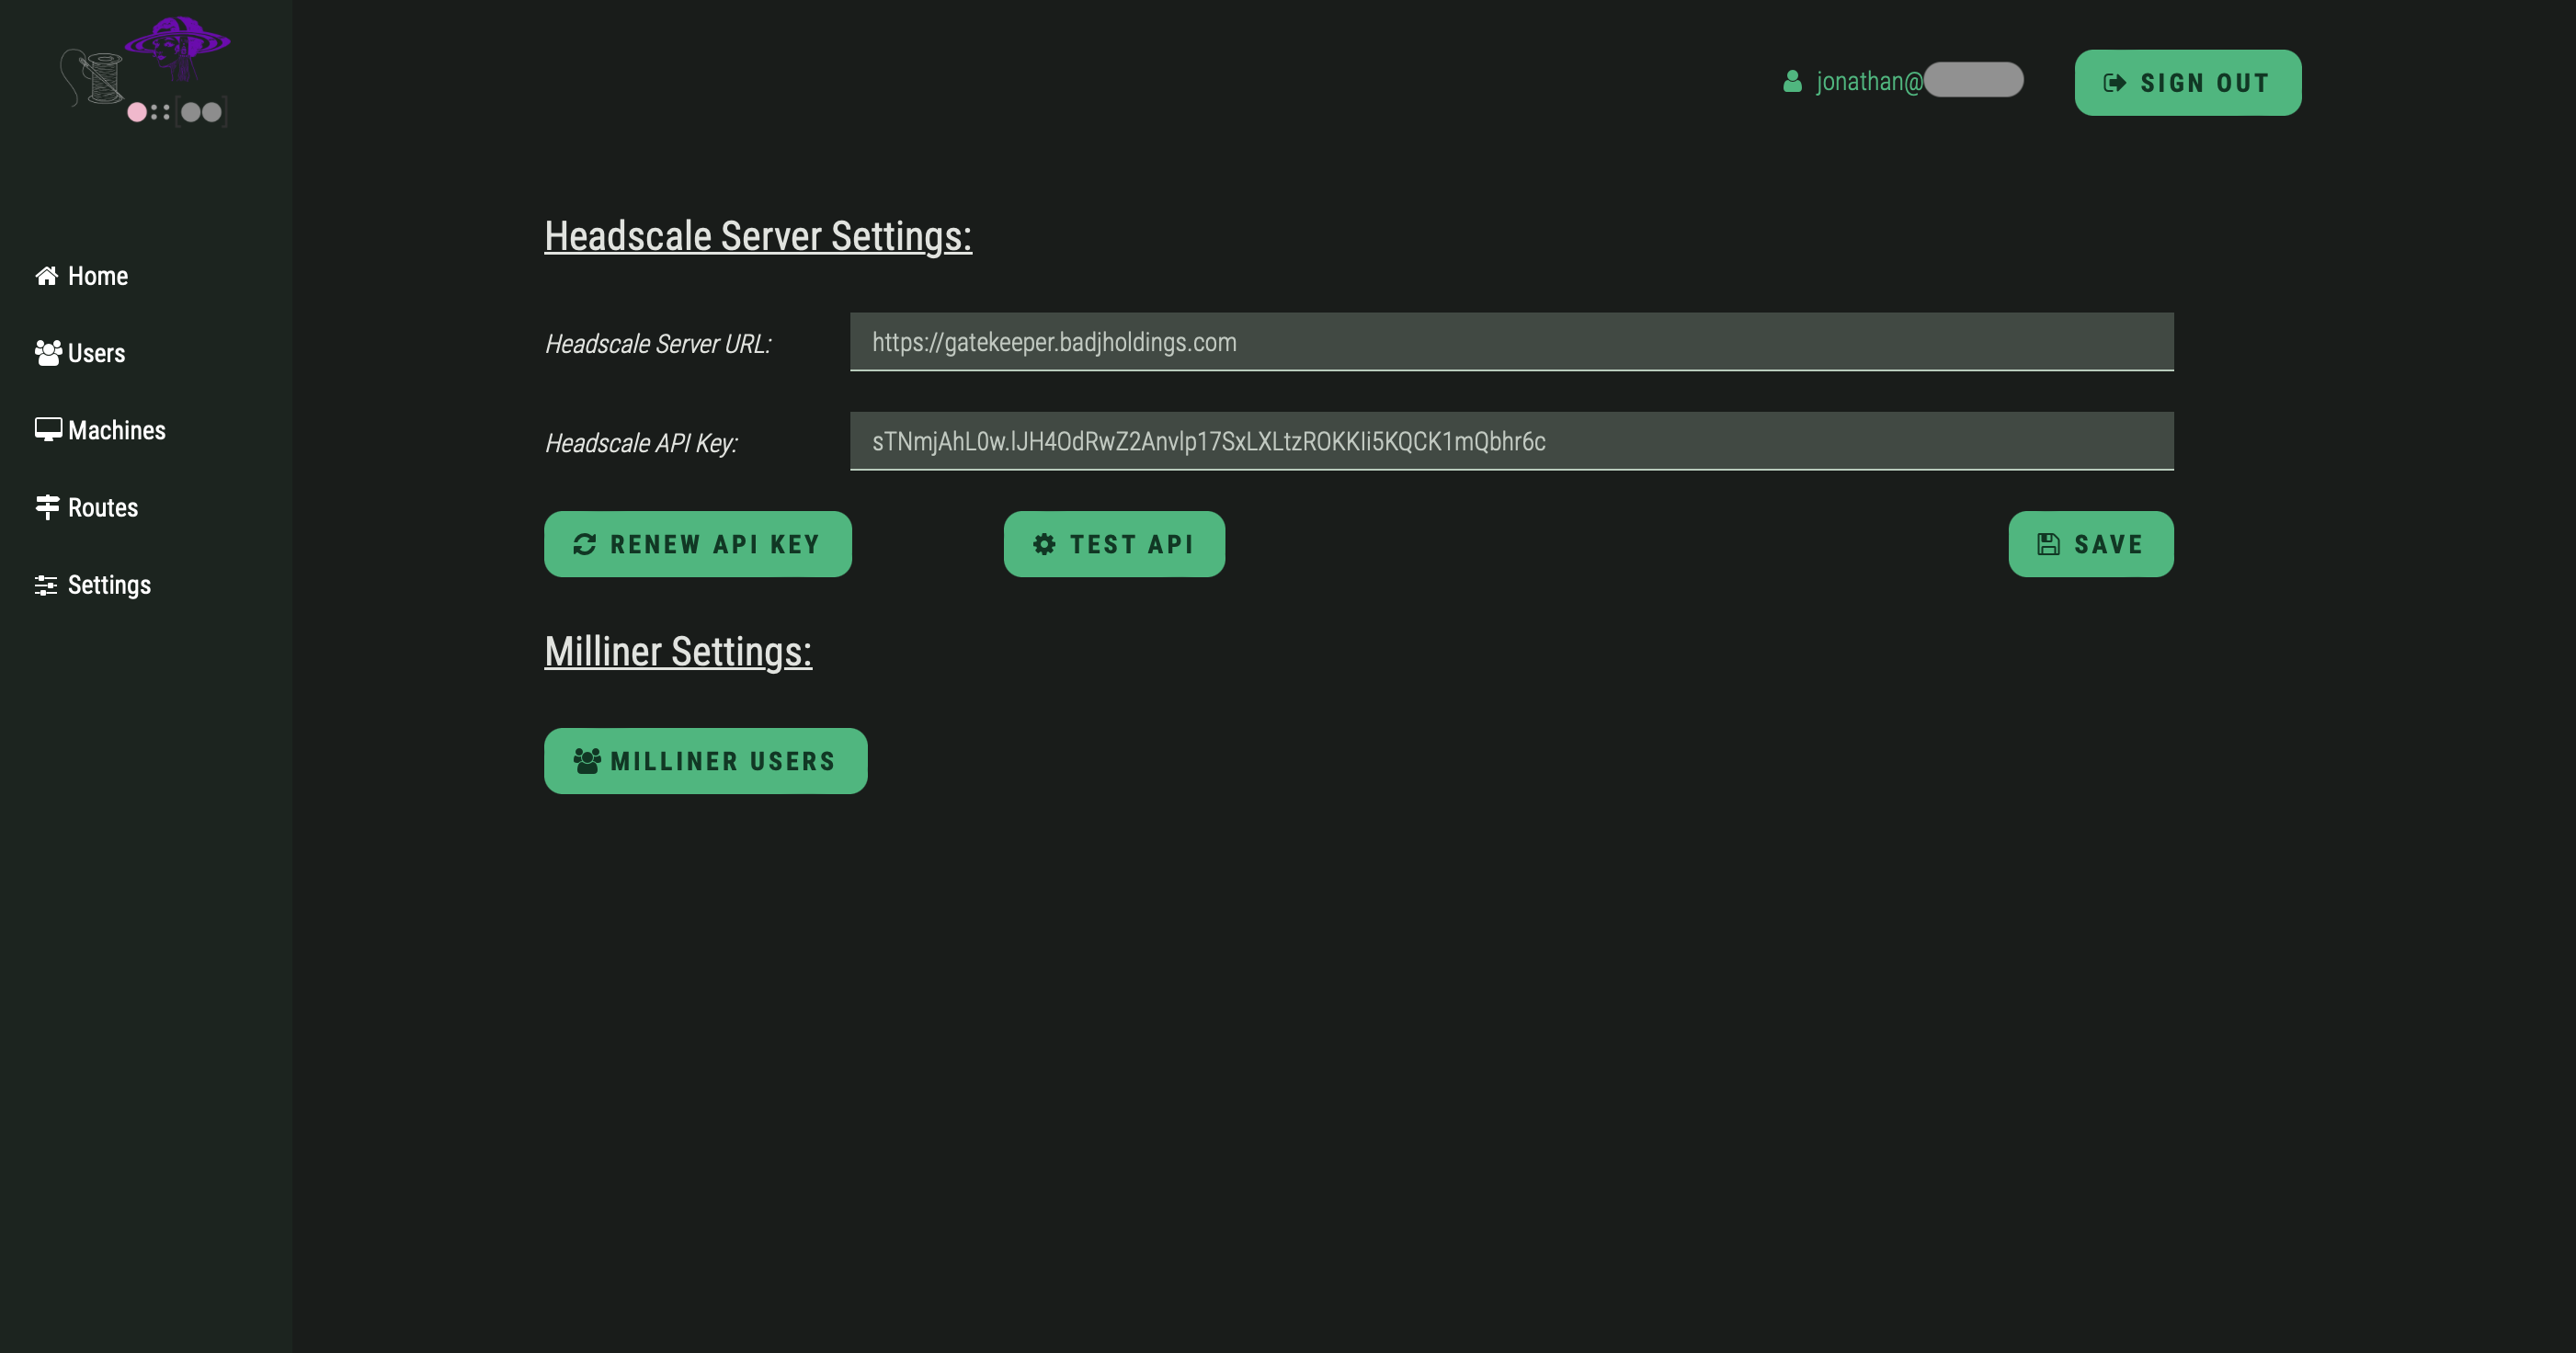 jonathan@
SIGN OUT
Home
Users
Machines
Routes
Settings
Headscale Server Settings:
Headscale Server URL:
https://gatekeeper.badjholdings.com
Headscale API Key:
sTNmjAhL0w.lJH4OdRwZ2Anvlp17SxLXLtzROKKIi5KQCK1mQbhr6c
RENEW API KEY
TEST API
SAVE
Milliner Settings:
MILLINER USERS